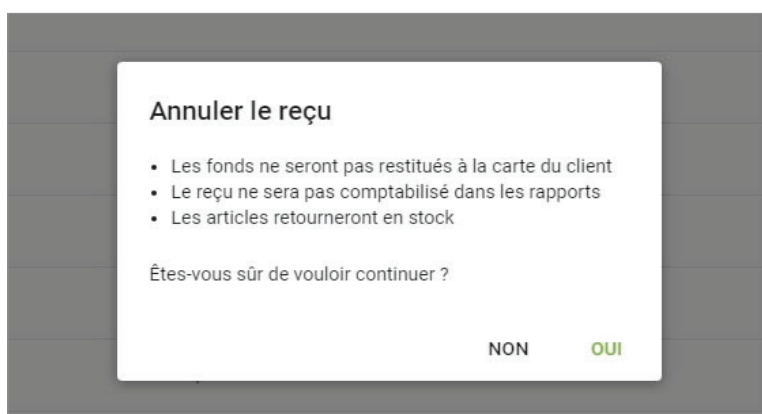 Annuler le reçu
• Les fonds ne seront pas restitués à la carte du client
• Le reçu ne sera pas comptabilisé dans les rapports
• Les articles retourneront en stock
Êtes-vous sûr de vouloir continuer ?
NON OUI